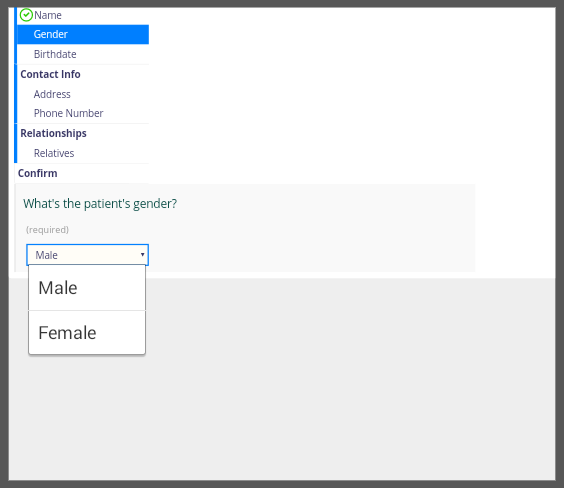 Name
Gender
Birthdate
Contact Info
Address
Phone Number
Relationships
Relatives
Confirm
What's the patient's gender?
(required)
Male
Male
Female